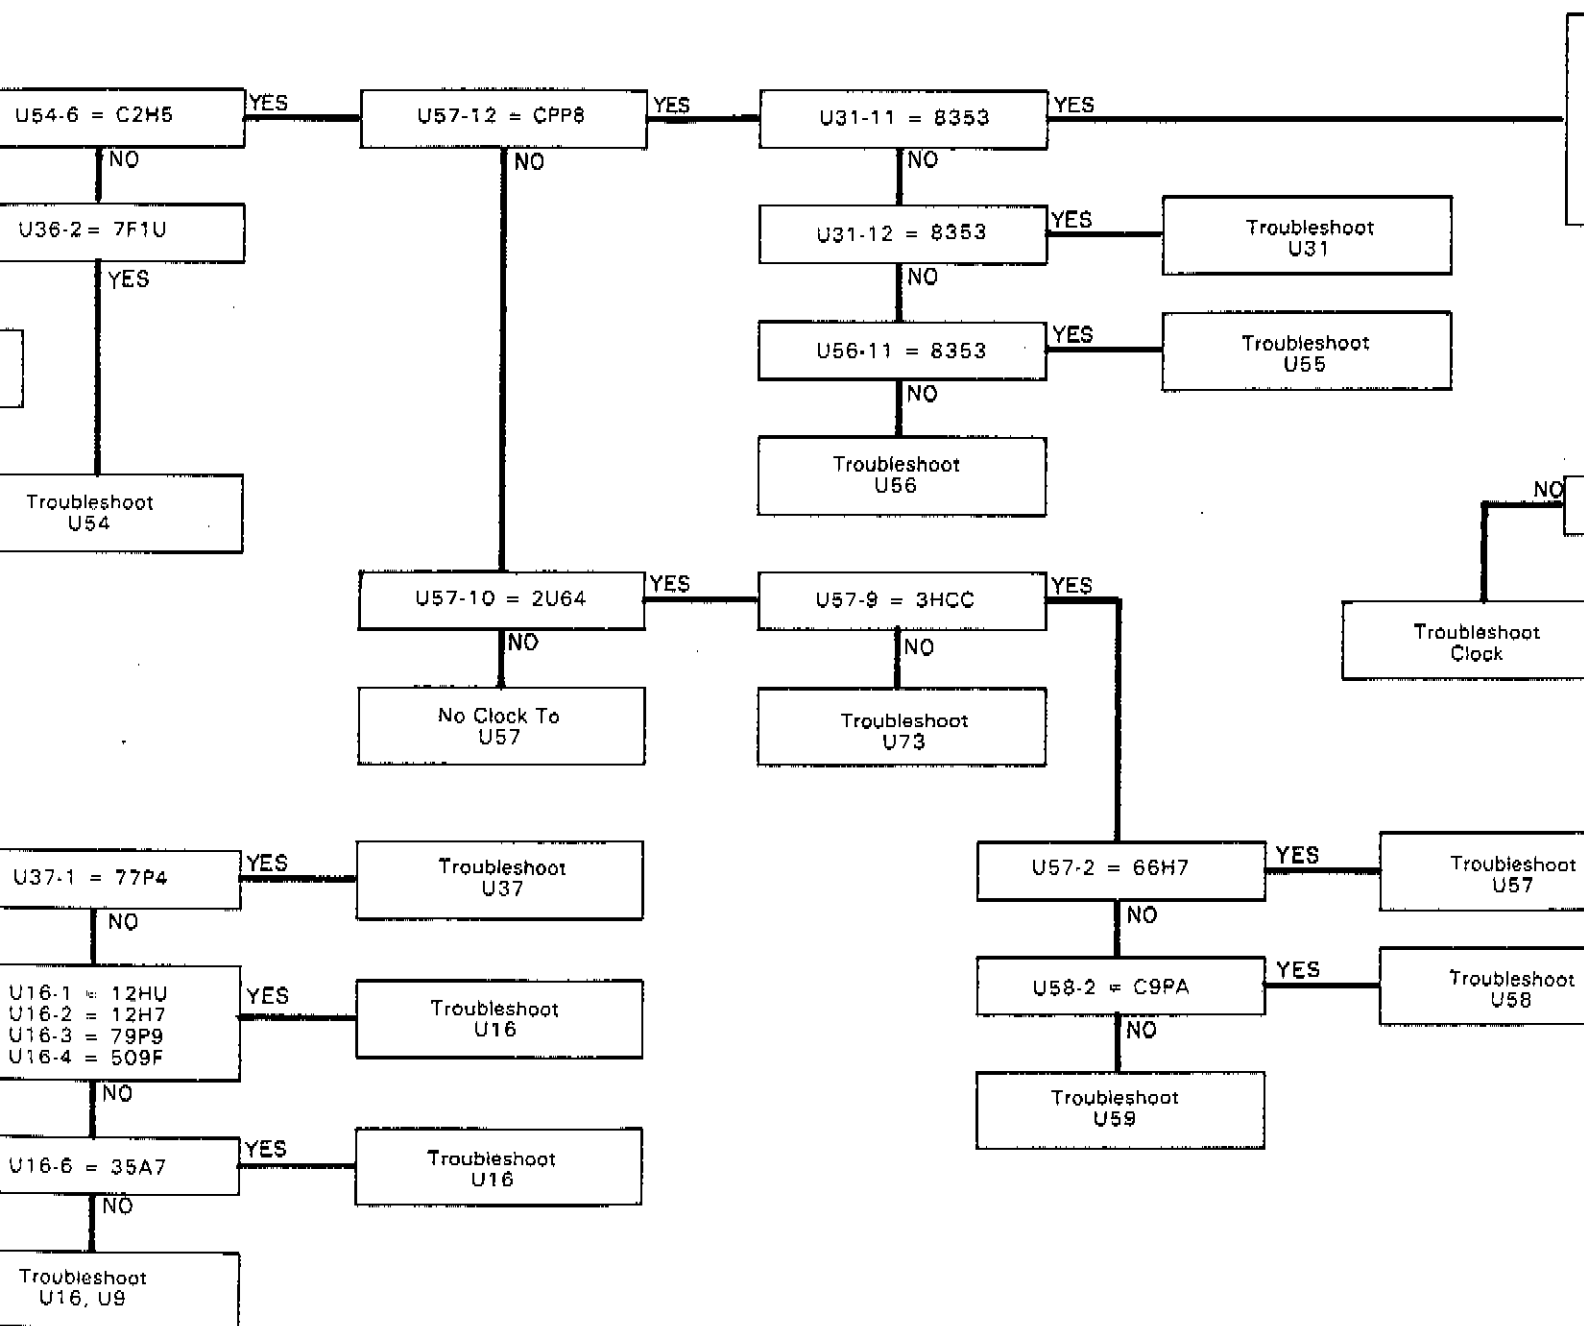 U54-6 = C2H5
YES
U57-12 = CPP8
YES
U31-11 = 8353
YES
NO
NO
NO
U36-2 = 7F1U
U31-12 = 8353
YES
Troubleshoot
U31
YES
NO
U56-11 = 8353
YES
Troubleshoot
U55
NO
Troubleshoot
U56
Troubleshoot
U54
NO
U57-10 = 2U64
YES
U57-9 = 3HCC
YES
NO
NO
Troubleshoot
Clock
No Clock To
U57
Troubleshoot
U73
U37-1 = 77P4
YES
Troubleshoot
U37
U57-2 = 66H7
YES
Troubleshoot
U57
NO
NO
U16-1 = 12HU
U16-2 = 12H7
U16-3 = 79P9
U16-4 = 509F
YES
Troubleshoot
U16
U58-2 = C9PA
YES
Troubleshoot
U58
NO
NO
Troubleshoot
U59
U16-6 = 35A7
YES
Troubleshoot
U16
NO
Troubleshoot
U16, U9